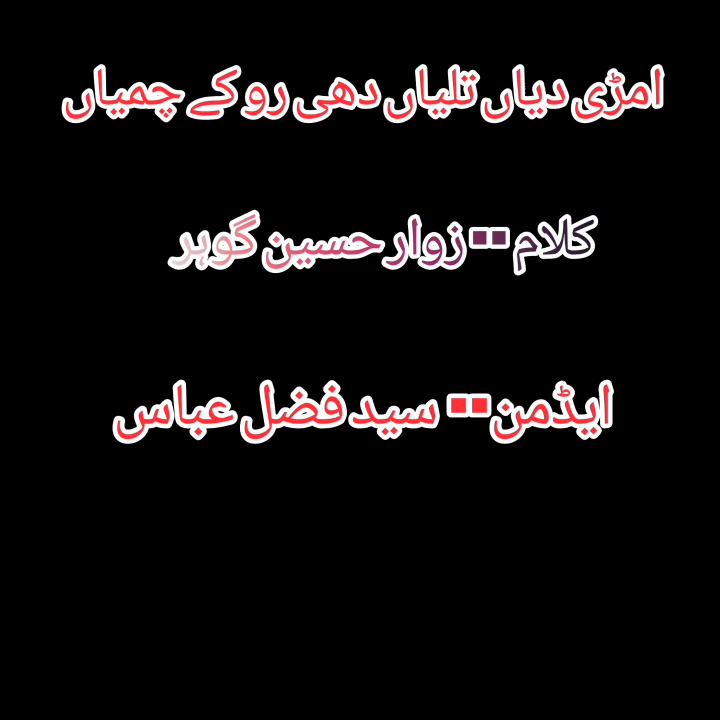 امڑی دیاں تلیاں دھی رو کے چمیاں
کلام -- زوار حسین گوہر
ایڈمن -- سید فضل عباس